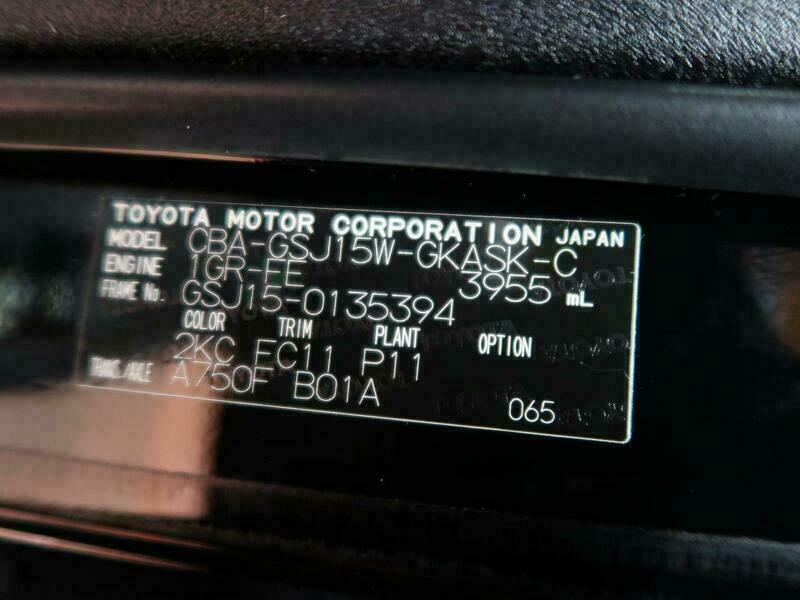 TOYOTA MOTOR CORPORATION JAPAN
MODEL CBA-GSJ15W-GKASK-C
ENGINE 1GR-FE 3955 mL
FRAME No. GSJ15-0135394
COLOR TRIM PLANT OPTION
2KC FC11 P11
TRANS/AXLE A750F B01A
065